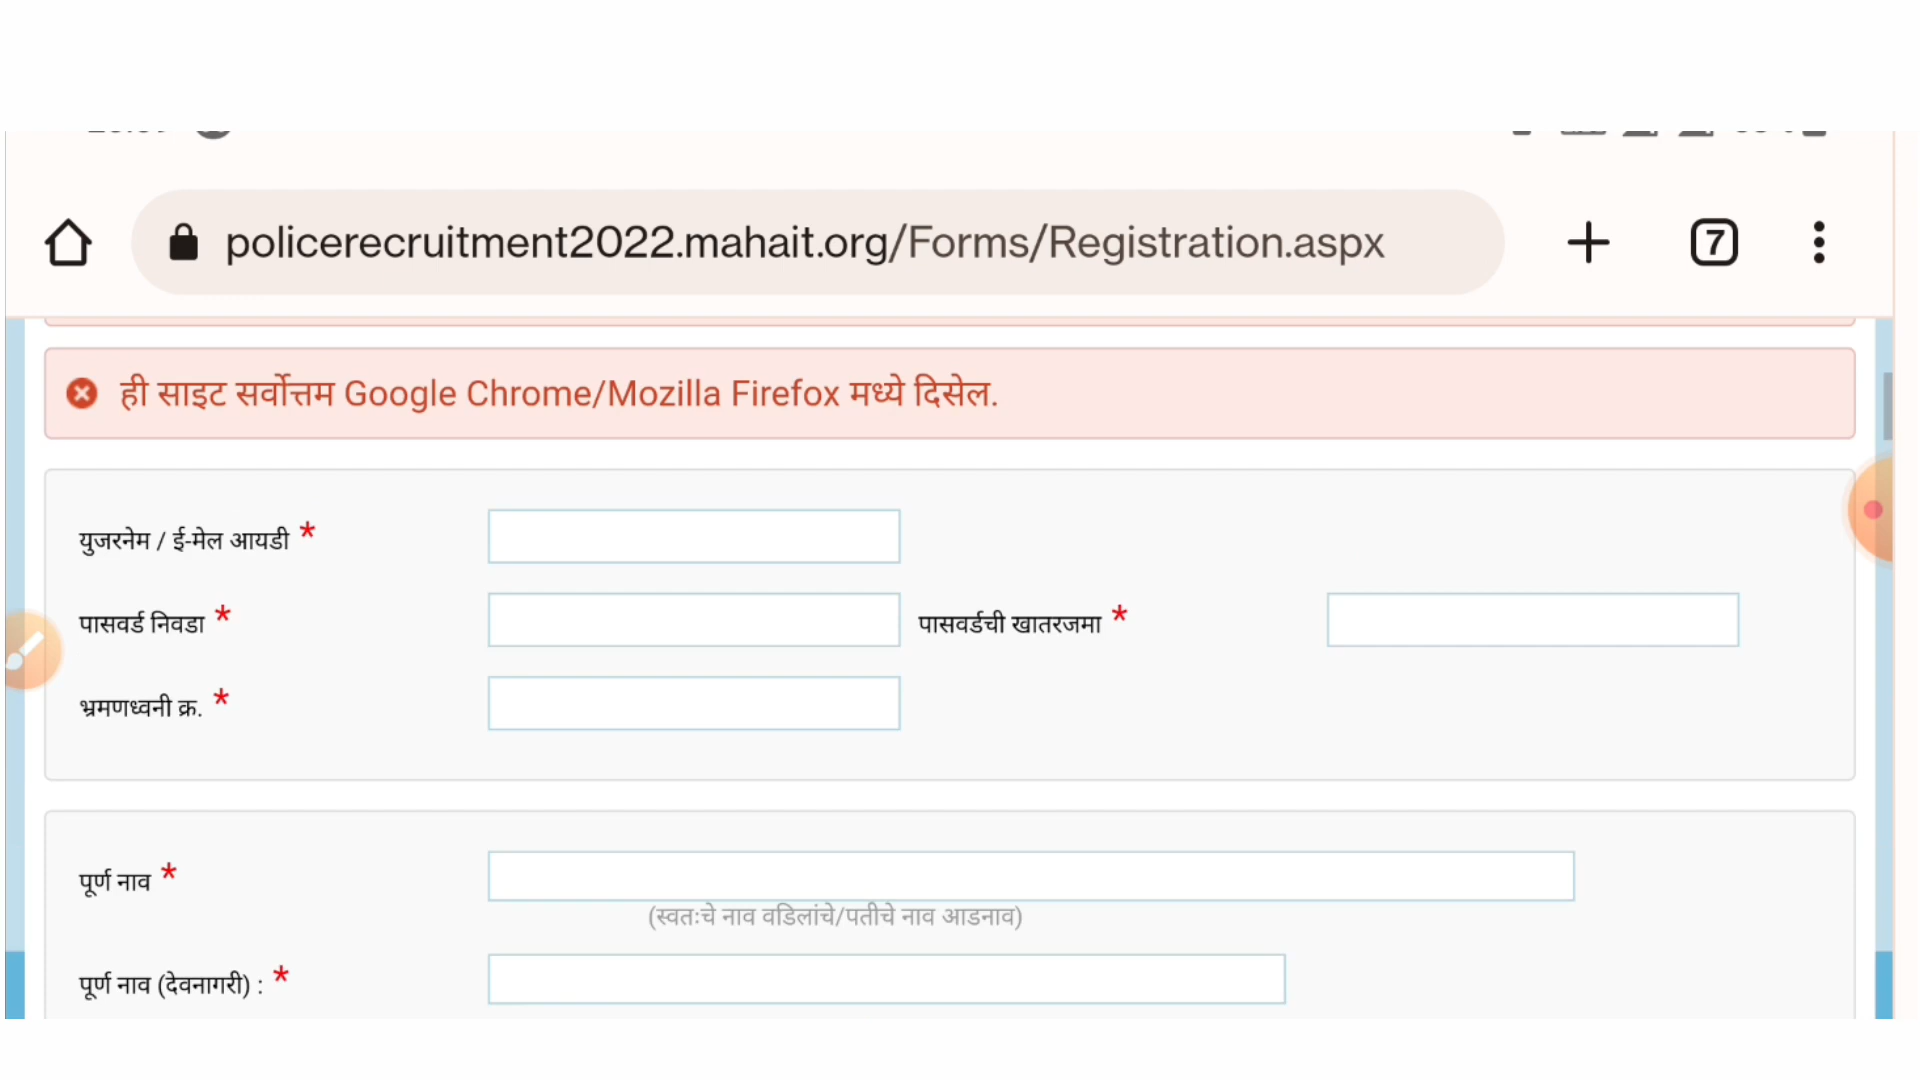 policerecruitment2022.mahait.org/Forms/Registration.aspx
7
ही साइट सर्वोत्तम Google Chrome/Mozilla Firefox मध्ये दिसेल.
युजरनेम / ई-मेल आयडी *
पासवर्ड निवडा * पासवर्डची खातरजमा *
भ्रमणध्वनी क्र. *
पूर्ण नाव *
(स्वतःचे नाव वडिलांचे/पतीचे नाव आडनाव)
पूर्ण नाव (देवनागरी) : *